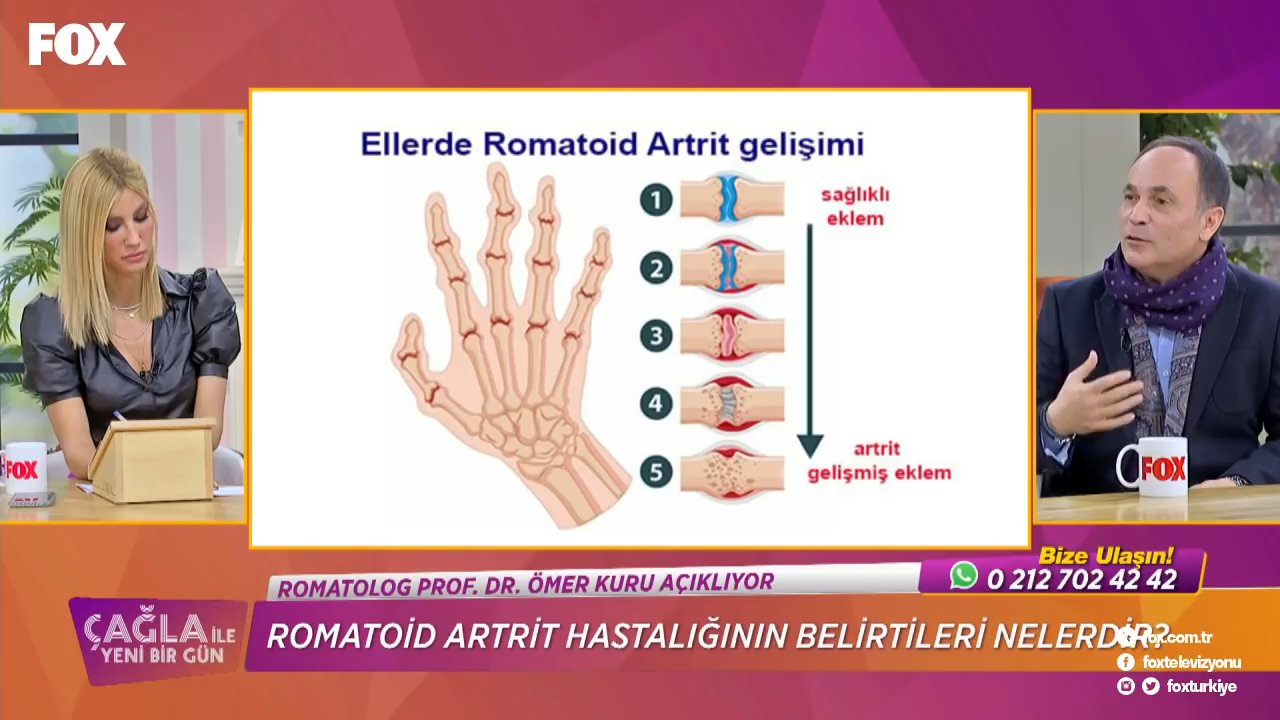 FOX
Ellerde Romatoid Artrit gelişimi
1
sağlıklı
eklem
2
3
4
5
artrit
gelişmiş eklem
FOX
FOX
Bize Ulaşın!
0 212 702 42 42
ROMATOLOG PROF. DR. ÖMER KURU AÇIKLIYOR
ÇAĞLA İLE
YENİ BİR GÜN
ROMATOİD ARTRİT HASTALIĞININ BELİRTİLERİ NELERDİR?
fox.com.tr
foxtelevizyonu
foxturkiye